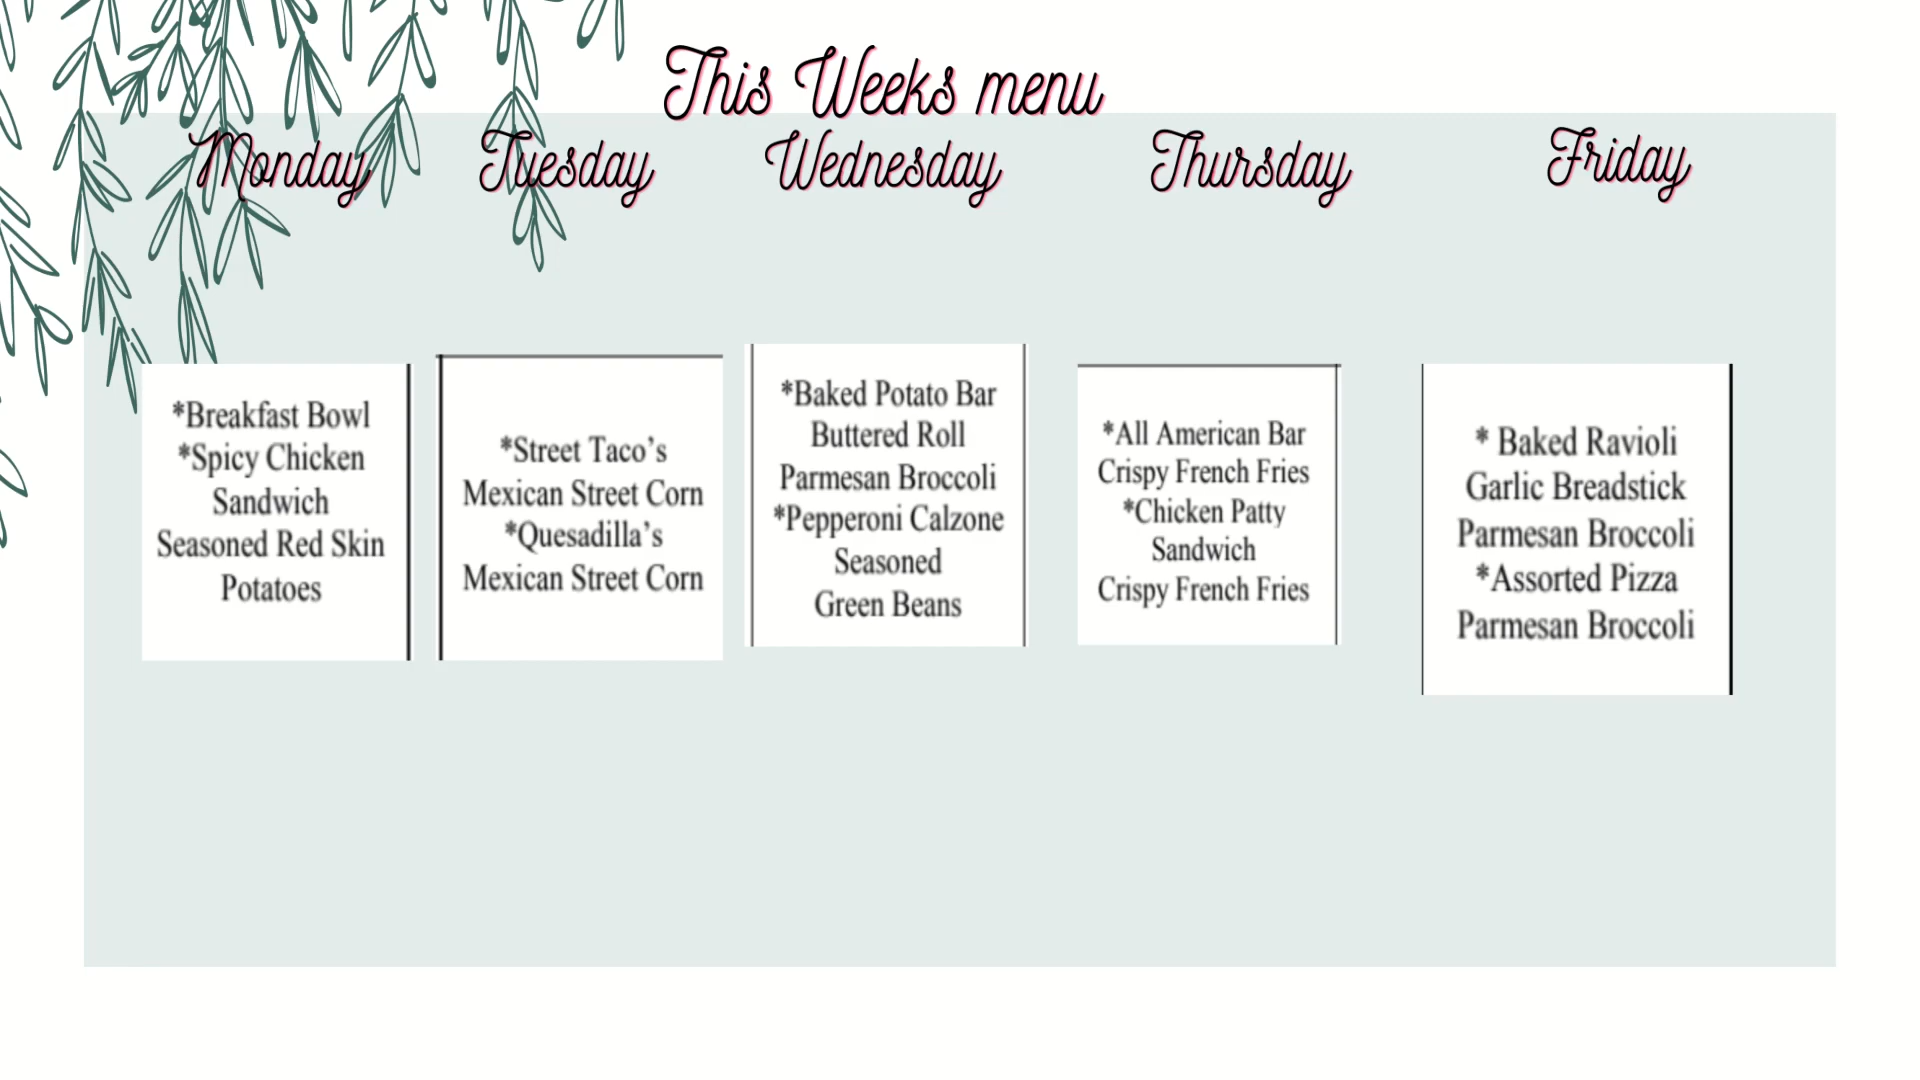 This Weeks menu
Monday
Tuesday
Wednesday
Thursday
Friday
*Breakfast Bowl
*Spicy Chicken
Sandwich
Seasoned Red Skin
Potatoes
*Street Taco’s
Mexican Street Corn
*Quesadilla’s
Mexican Street Corn
*Baked Potato Bar
Buttered Roll
Parmesan Broccoli
*Pepperoni Calzone
Seasoned
Green Beans
*All American Bar
Crispy French Fries
*Chicken Patty
Sandwich
Crispy French Fries
* Baked Ravioli
Garlic Breadstick
Parmesan Broccoli
*Assorted Pizza
Parmesan Broccoli